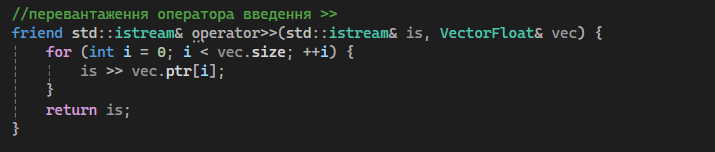 //перевантаження оператора введення >>
friend std::istream& operator>>(std::istream& is, VectorFloat& vec) {
    for (int i = 0; i < vec.size; ++i) {
        is >> vec.ptr[i];
    }
    return is;
}